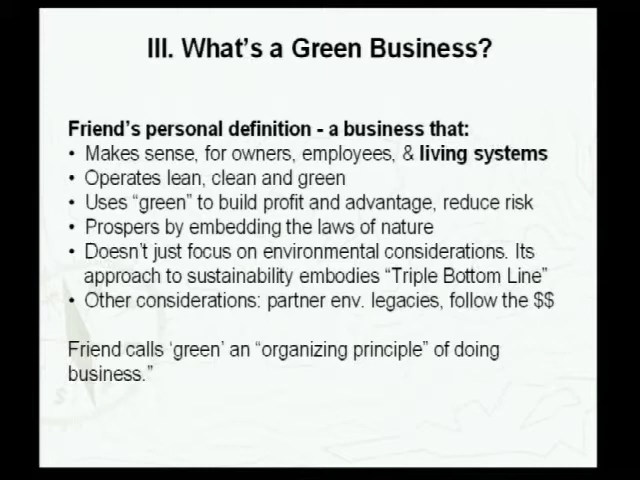 III. What's a Green Business?
Friend's personal definition - a business that:
• Makes sense, for owners, employees, & living systems
• Operates lean, clean and green
• Uses "green" to build profit and advantage, reduce risk
• Prospers by embedding the laws of nature
• Doesn't just focus on environmental considerations. Its
approach to sustainability embodies "Triple Bottom Line"
• Other considerations: partner env. legacies, follow the $$
Friend calls 'green' an "organizing principle" of doing
business."
S